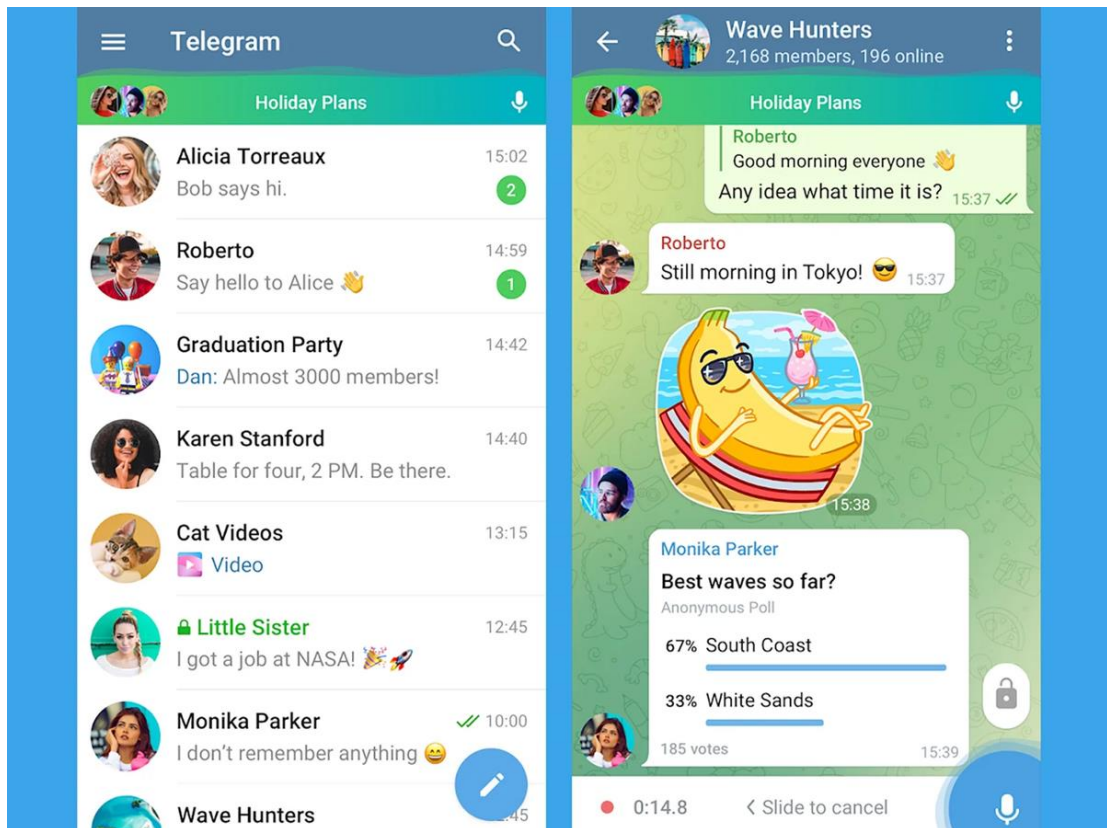 Telegram
Holiday Plans
Alicia Torreaux 15:02
Bob says hi. 2
Roberto 14:59
Say hello to Alice 👋 1
Graduation Party 14:42
Dan: Almost 3000 members!
Karen Stanford 14:40
Table for four, 2 PM. Be there.
Cat Videos 13:15
Video
Little Sister 12:45
I got a job at NASA! 🎉🚀
Monika Parker 10:00
I don't remember anything 😄
Wave Hunters :45
Wave Hunters
2,168 members, 196 online
Holiday Plans
Roberto
Good morning everyone 👋
Any idea what time it is? 15:37
Roberto
Still morning in Tokyo! 😎 15:37
15:38
Monika Parker
Best waves so far?
Anonymous Poll
67% South Coast
33% White Sands
185 votes 15:39
0:14.8 Slide to cancel